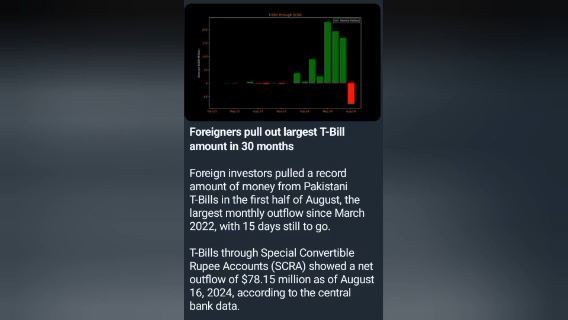 Foreigners pull out largest T-Bill
amount in 30 months
Foreign investors pulled a record
amount of money from Pakistani
T-Bills in the first half of August, the
largest monthly outflow since March
2022, with 15 days still to go.
T-Bills through Special Convertible
Rupee Accounts (SCRA) showed a net
outflow of $78.15 million as of August
16, 2024, according to the central
bank data.